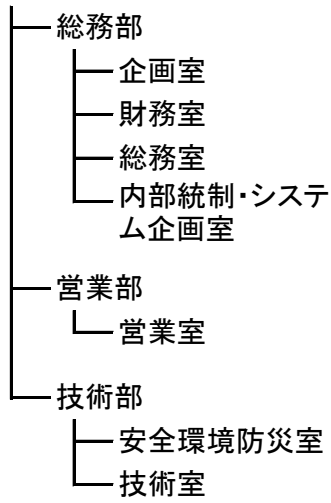 総務部
企画室
財務室
総務室
内部統制・システ
ム企画室
営業部
営業室
技術部
安全環境防災室
技術室